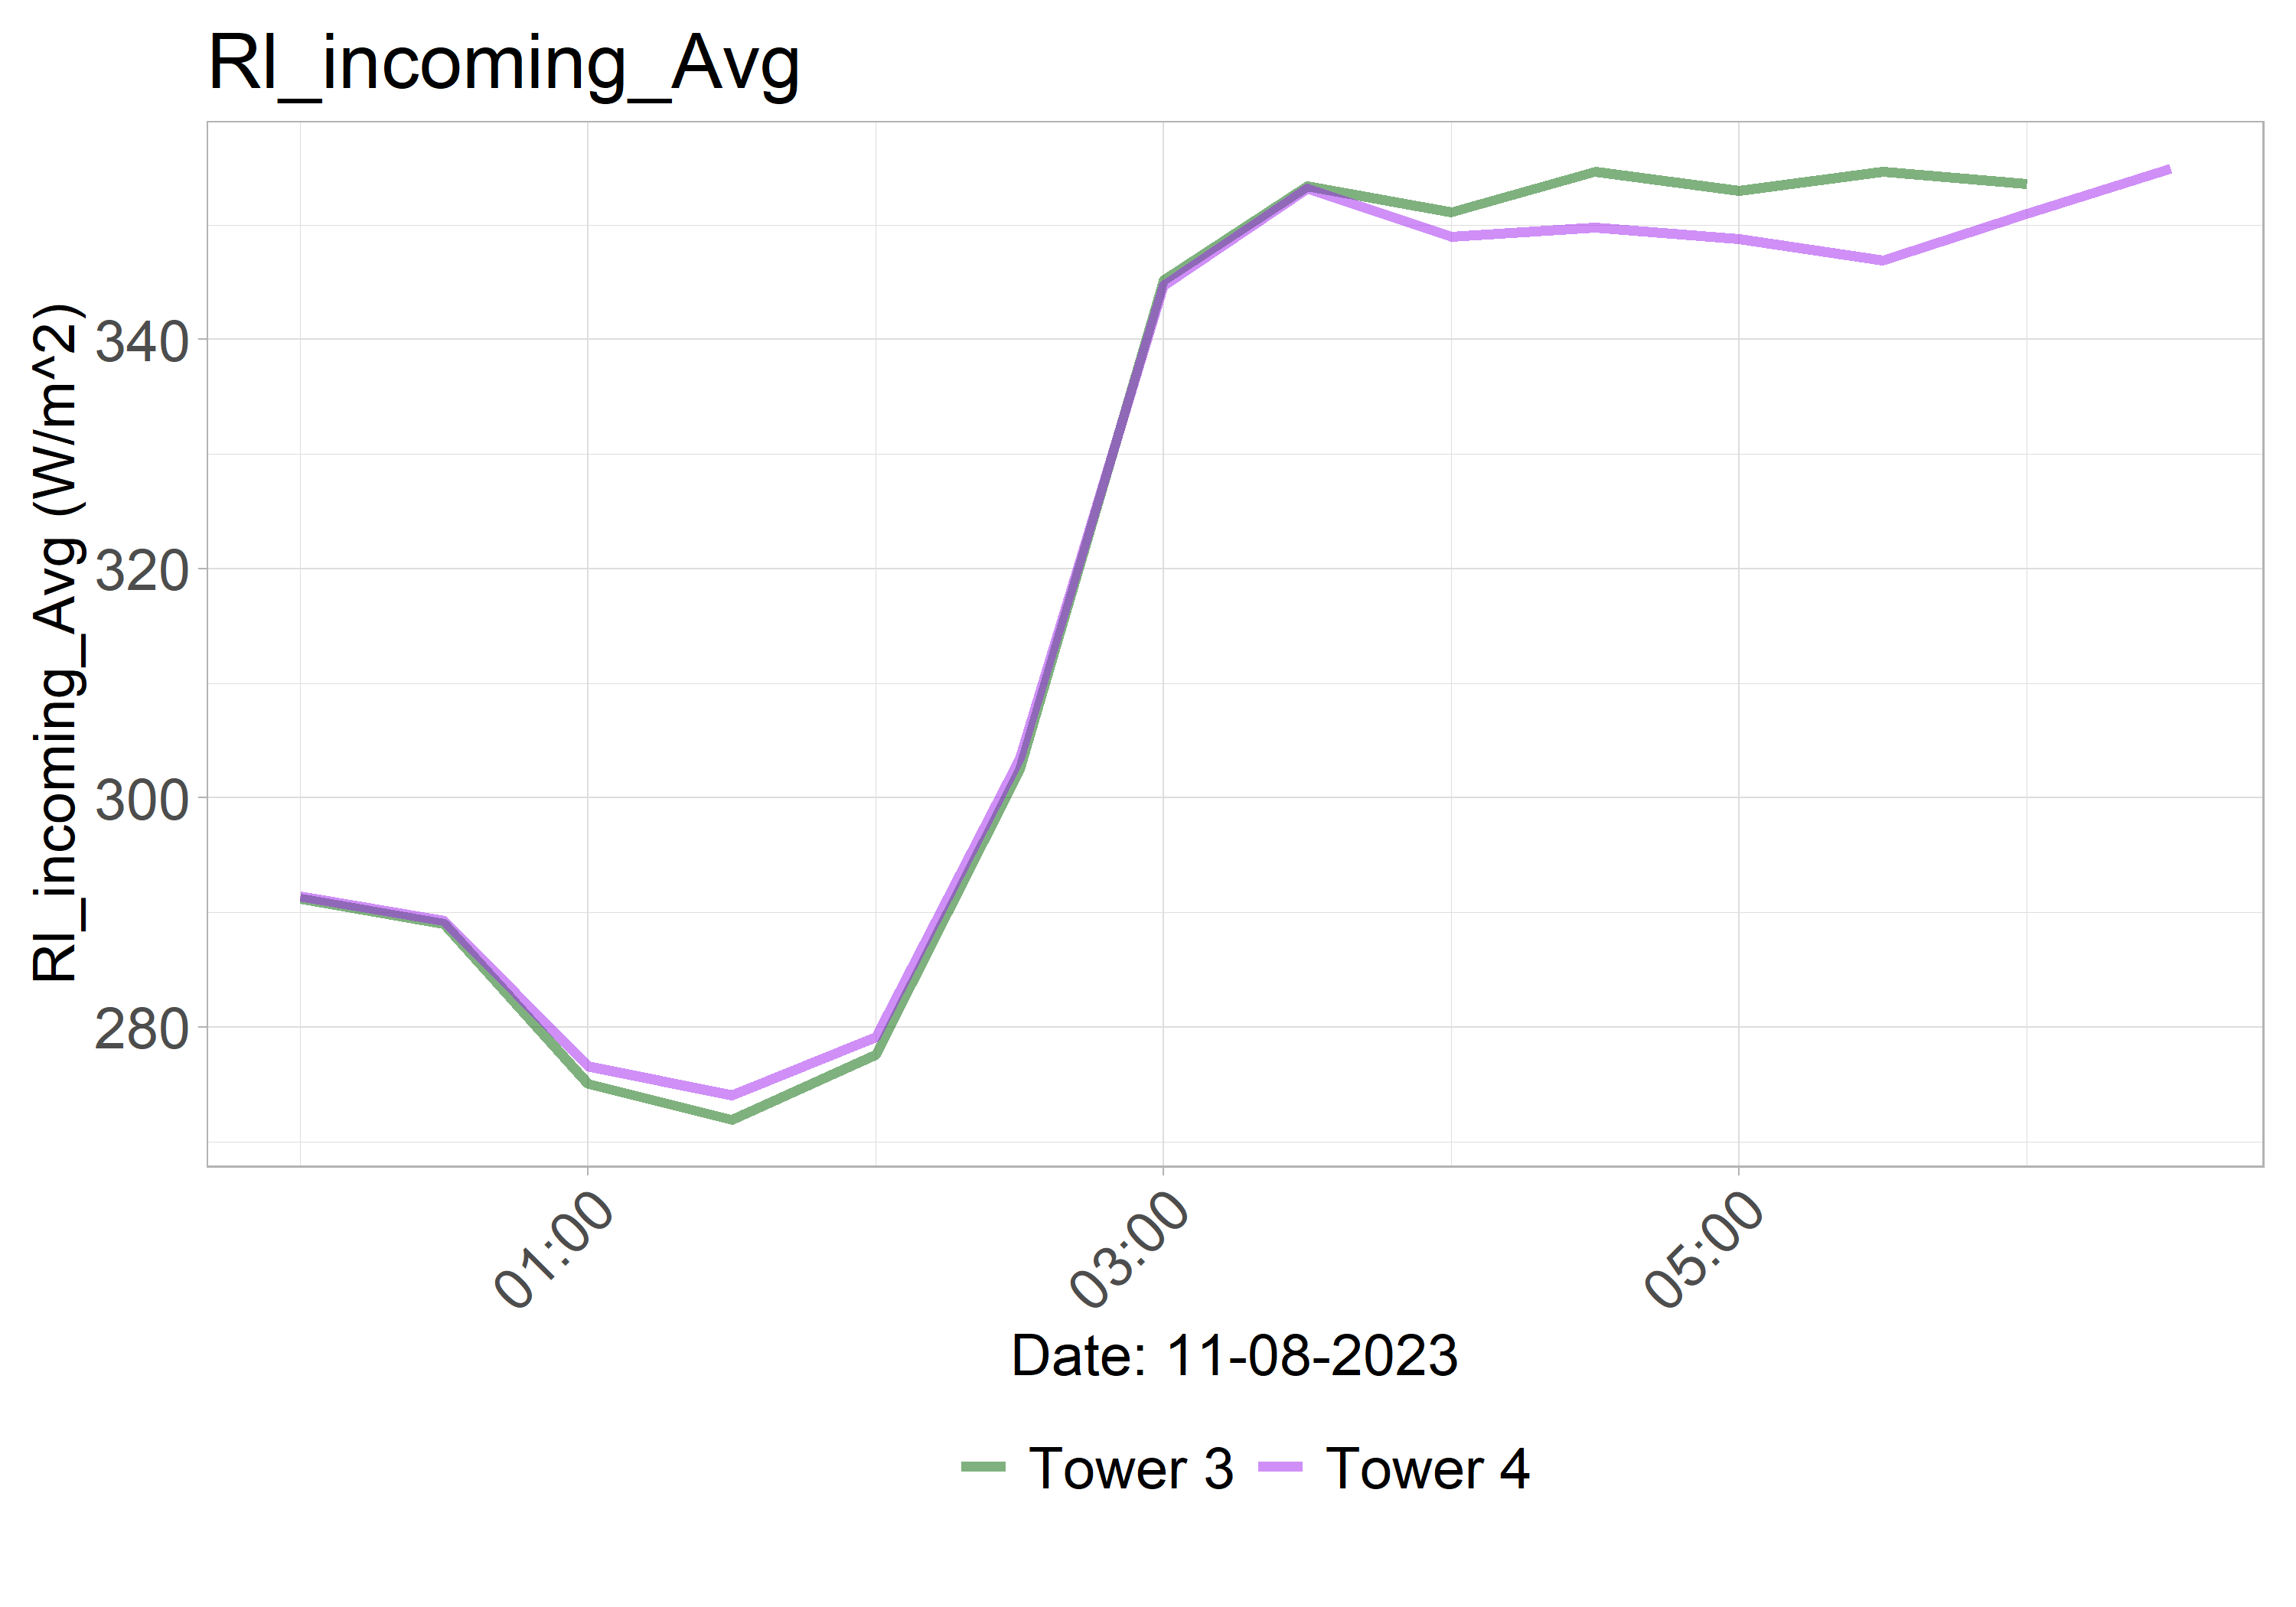 Rl_incoming_Avg
Rl_incoming_Avg (W/m^2)
340
320
300
280
01:00
03:00
05:00
Date: 11-08-2023
Tower 3
Tower 4